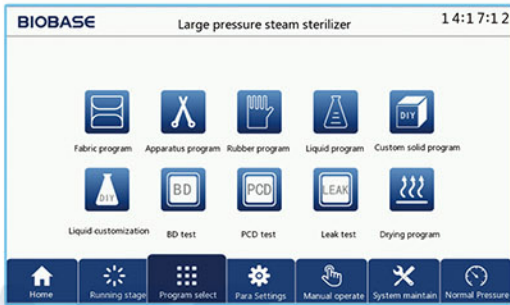 BIOBASE Large pressure steam sterilizer 14:17:12
Fabric program Apparatus program Rubber program Liquid program Custom solid program
DIY
DIY BD PCD LEAK
Liquid customization BD test PCD test Leak test Drying program
Home Running stage Program select Para Settings Manual operate System maintain Normal Pressure